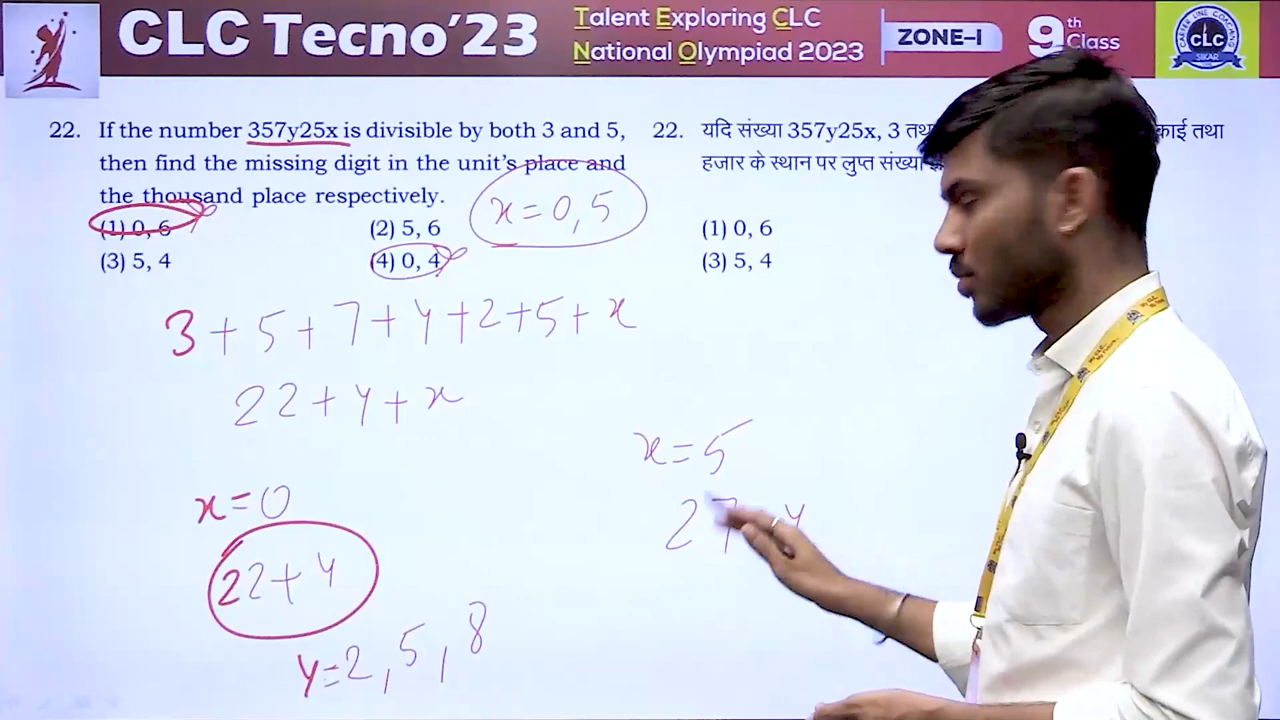 CLC Tecno'23
Talent Exploring CLC
National Olympiad 2023
ZONE-I
9th Class
CLC
SIKAR
22. If the number 357y25x is divisible by both 3 and 5,
then find the missing digit in the unit's place and
the thousand place respectively.
(1) 0, 6
(2) 5, 6
(3) 5, 4
(4) 0, 4
x = 0, 5
3 + 5 + 7 + y + 2 + 5 + x
22 + y + x
x = 0
22 + y
y = 2, 5, 8
22. यदि संख्या 357y25x, 3
काई तथा
हजार के स्थान पर लुप्त संख्या
(1) 0, 6
(3) 5, 4
x = 5
27 y